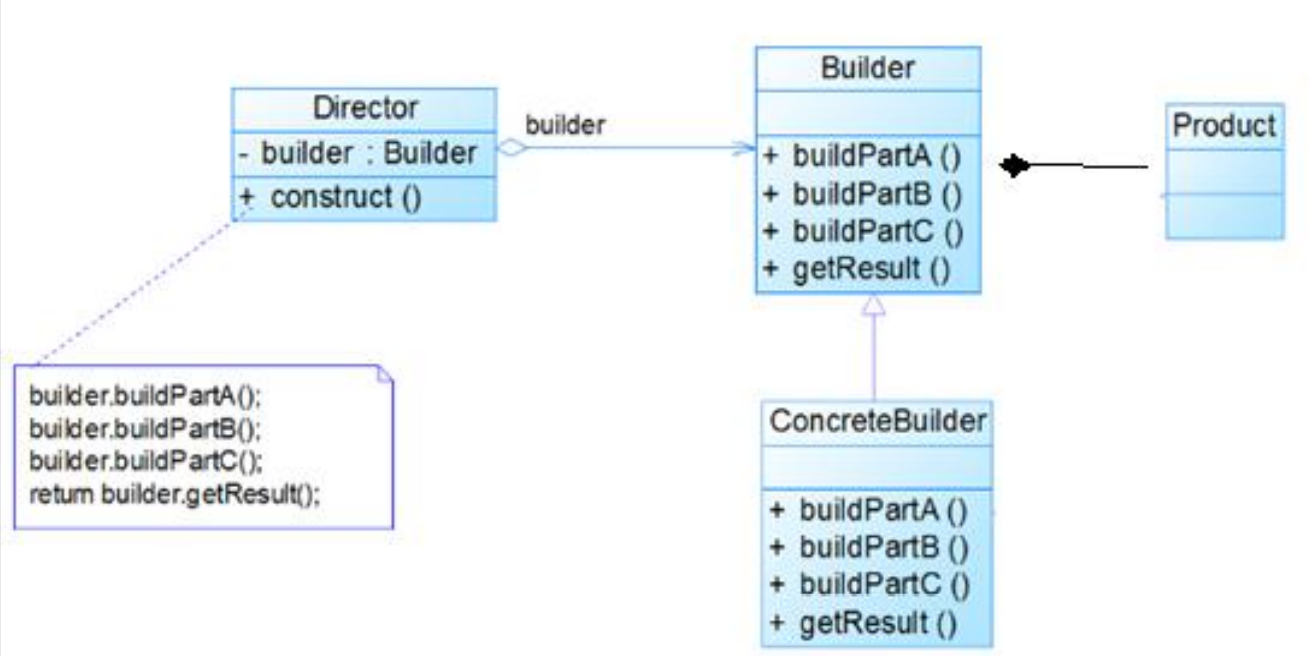 Director
- builder : Builder
+ construct ()
builder
Builder
+ buildPartA ()
+ buildPartB ()
+ buildPartC ()
+ getResult ()
Product
builder.buildPartA();
builder.buildPartB();
builder.buildPartC();
return builder.getResult();
ConcreteBuilder
+ buildPartA ()
+ buildPartB ()
+ buildPartC ()
+ getResult ()